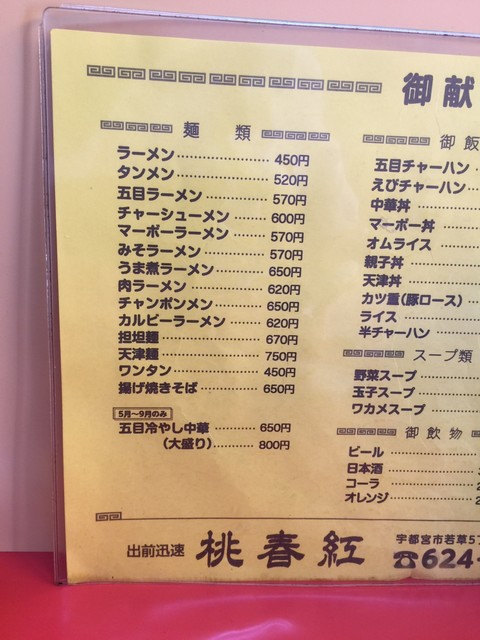 御献
麺類
ラーメン 450円
タンメン 520円
五目ラーメン 570円
チャーシューメン 600円
マーボーラーメン 570円
みそラーメン 570円
うま煮ラーメン 650円
肉ラーメン 620円
チャンポンメン 650円
カルビーラーメン 620円
担坦麺 670円
天津麺 750円
ワンタン 450円
揚げ焼きそば 650円
5月〜9月のみ
五目冷やし中華 650円
(大盛り) 800円
御飯
五目チャーハン
えびチャーハン
中華丼
マーボー丼
オムライス
親子丼
天津丼
カツ重(豚ロース)
ライス
半チャーハン
スープ類
野菜スープ
玉子スープ
ワカメスープ
御飲物
ビール
日本酒
コーラ 2
オレンジ 2
出前迅速 桃春紅
宇都宮市若草5丁
☎624-